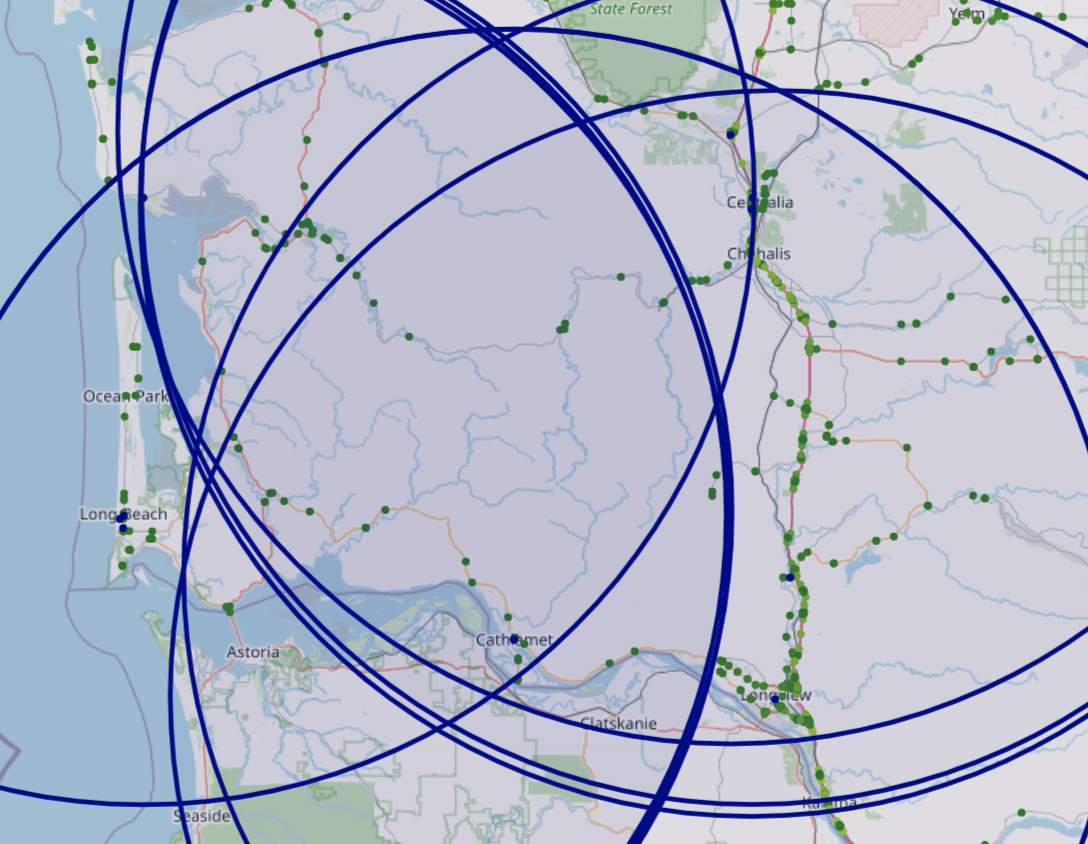 State Forest
Yelm
Centralia
Chehalis
Ocean Park
Long Beach
Cathlamet
Astoria
Longview
Clatskanie
Kalama
Seaside